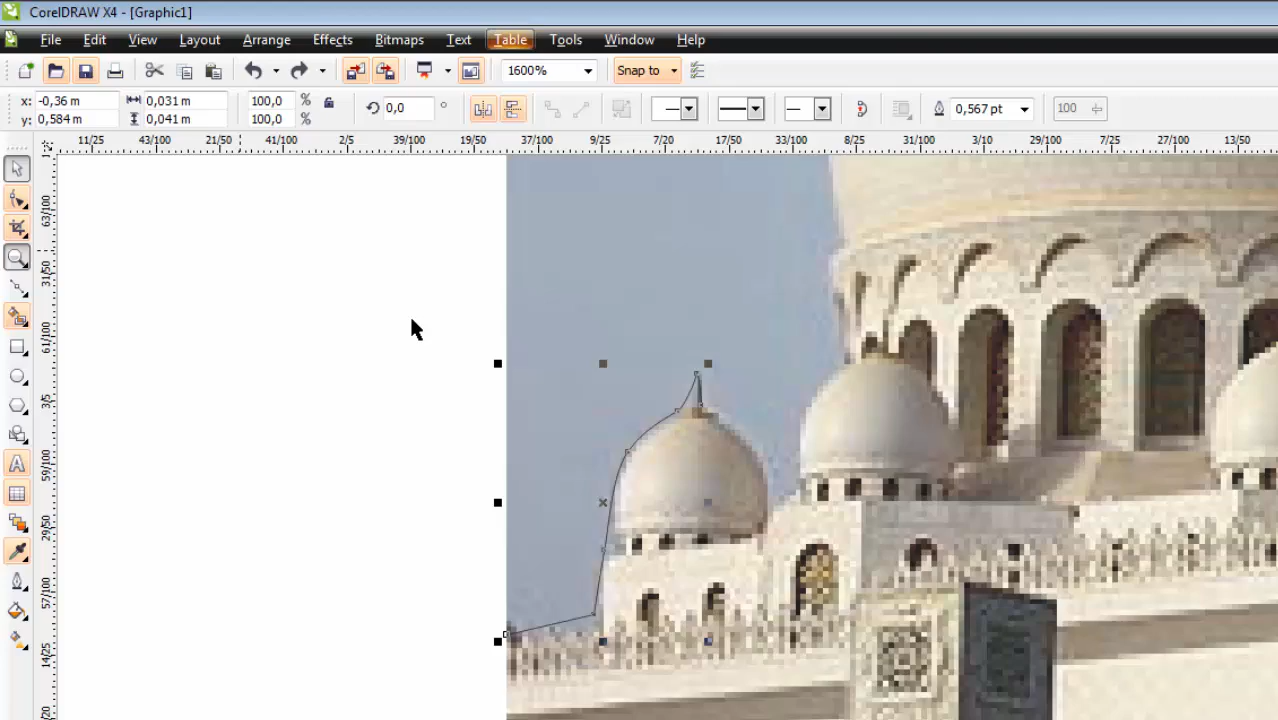 CorelDRAW X4 - [Graphic1]
File Edit View Layout Arrange Effects Bitmaps Text Table Tools Window Help
1600% Snap to
x: -0,36 m 0,031 m 100,0 % 0,0 ° 0,567 pt 100
y: 0,584 m 0,041 m 100,0 %
11/25 43/100 21/50 41/100 2/5 39/100 19/50 37/100 9/25 7/20 17/50 33/100 8/25 31/100 3/10 29/100 7/25 27/100 13/50
63/100
31/50
61/100
3/5
59/100
29/50
57/100
14/25